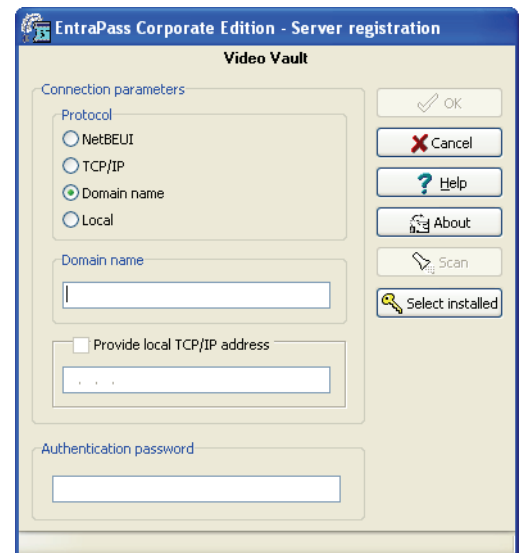 EntraPass Corporate Edition - Server registration
Video Vault
Connection parameters
Protocol
NetBEUI
TCP/IP
Domain name
Local
Domain name
Provide local TCP/IP address
. . .
Authentication password
OK
Cancel
Help
About
Scan
Select installed